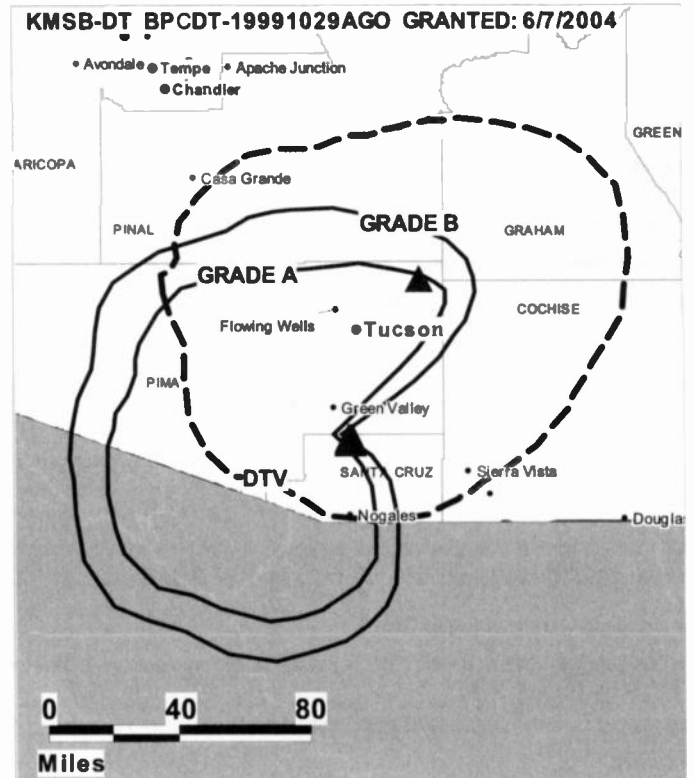 KMSB-DT BPCDT-19991029AGO GRANTED: 6/7/2004
Avondale
Tempe
Apache Junction
Chandler
GREEN
ARICOPA
Casa Grande
PINAL
GRADE B
GRAHAM
GRADE A
COCHISE
Flowing Wells
Tucson
PIMA
Green Valley
DTV
SANTA CRUZ
Sierra Vista
Nogales
Douglas
0 40 80
Miles